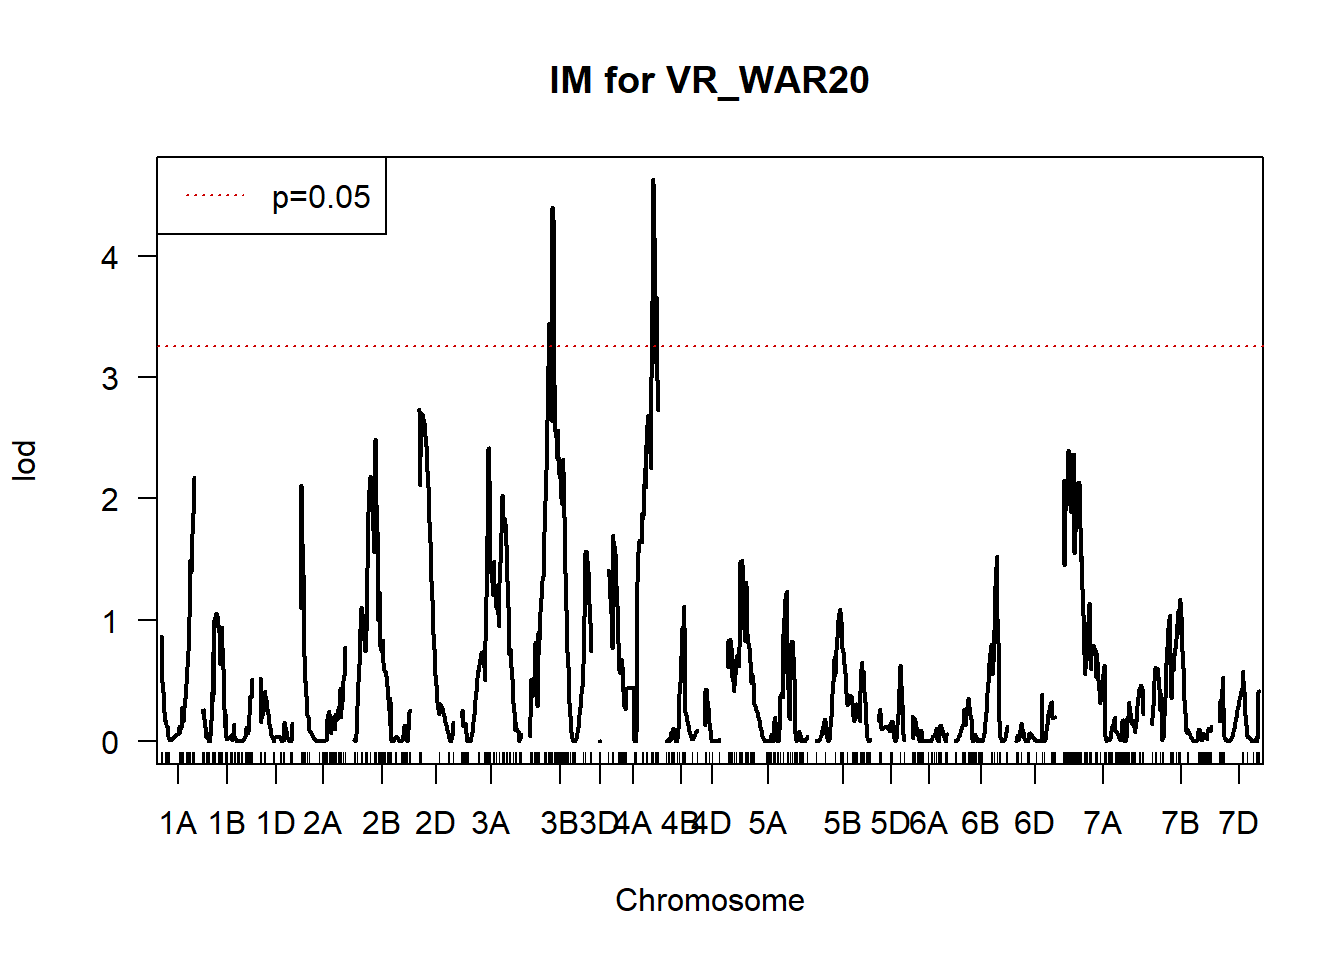 IM for VR_WAR20
p=0.05
4
3
2
1
0
lod
1A 1B 1D 2A 2B 2D 3A 3B 3D 4A 4B 4D 5A 5B 5D 6A 6B 6D 7A 7B 7D
Chromosome